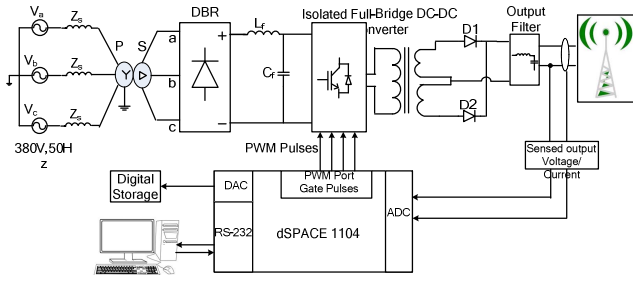 Va
Zs
Vb
Zs
Vc
Zs
380V,50H
z
P
S
Y
Δ
a
b
c
DBR
+
−
Lf
Cf
Isolated Full-Bridge DC-DC
onverter
PWM Pulses
D1
D2
Output
Filter
Sensed output
Voltage/
Current
Digital
Storage
DAC
RS-232
PWM Port
Gate Pulses
dSPACE 1104
ADC